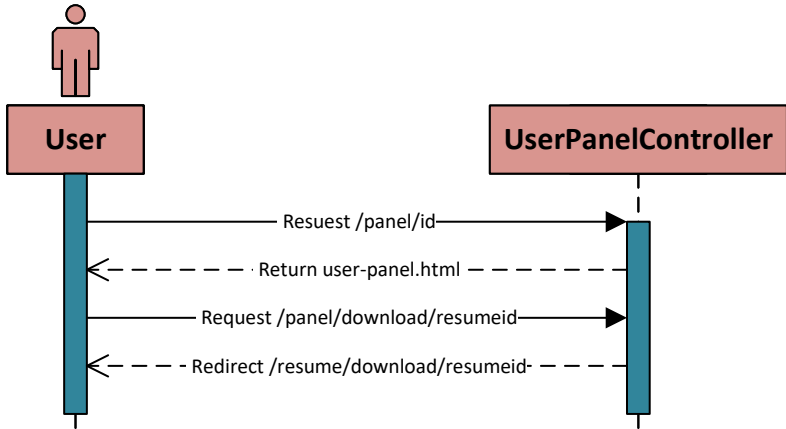 User
UserPanelController
Resuest /panel/id
Return user-panel.html
Request /panel/download/resumeid
Redirect /resume/download/resumeid